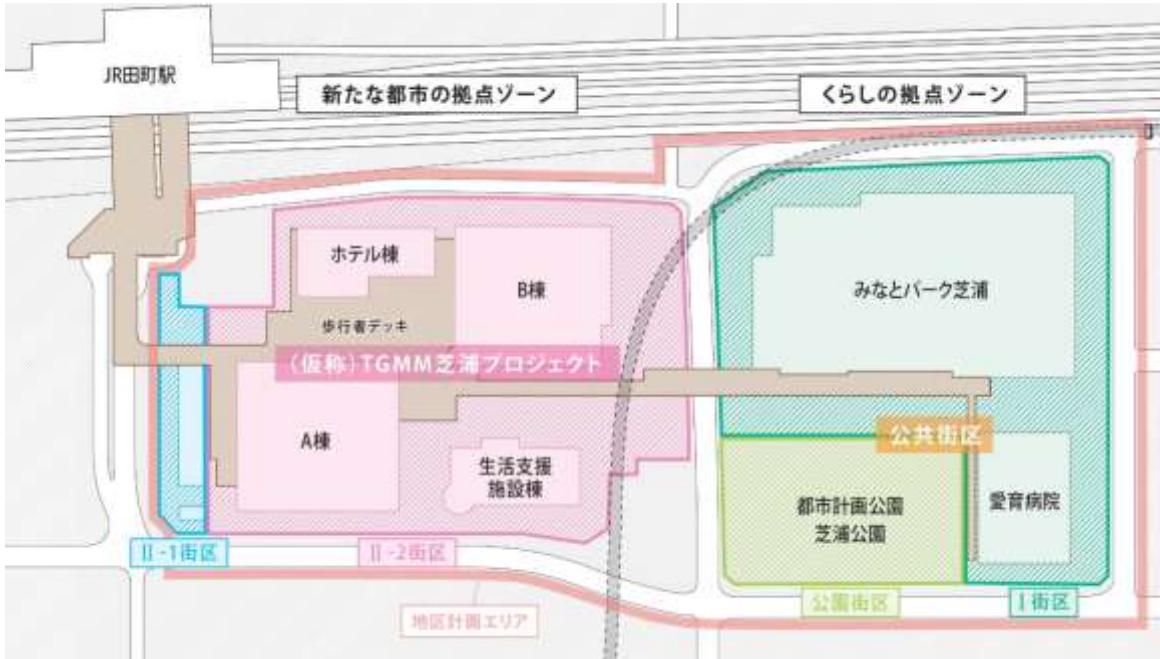 JR田町駅
新たな都市の拠点ゾーン
くらしの拠点ゾーン
ホテル棟
B棟
みなとパーク芝浦
歩行者デッキ
(仮称)TGMM芝浦プロジェクト
A棟
公共街区
生活支援
施設棟
都市計画公園
芝浦公園
愛育病院
II-1街区
II-2街区
公園街区
I街区
地区計画エリア